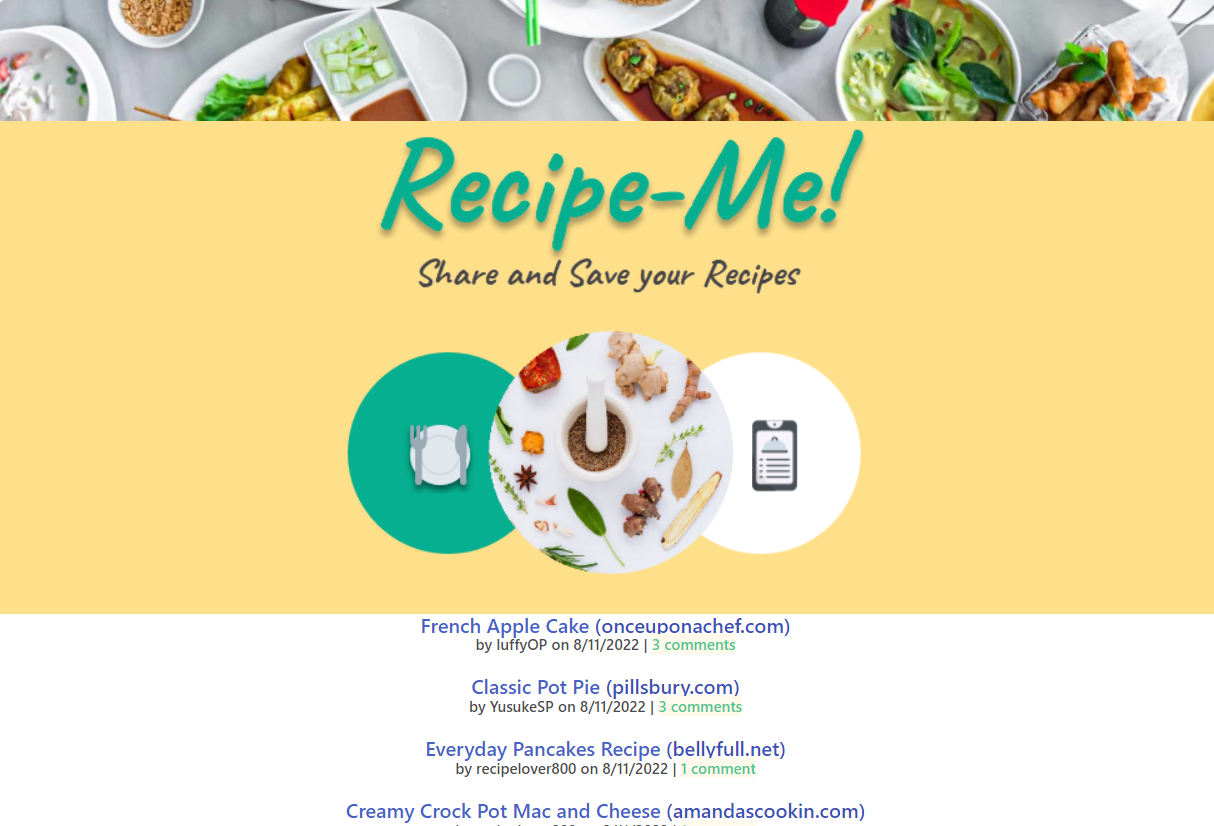 Recipe-Me!
Share and Save your Recipes
French Apple Cake (onceuponachef.com)
by luffyOP on 8/11/2022 | 3 comments
Classic Pot Pie (pillsbury.com)
by YusukeSP on 8/11/2022 | 3 comments
Everyday Pancakes Recipe (bellyfull.net)
by recipelover800 on 8/11/2022 | 1 comment
Creamy Crock Pot Mac and Cheese (amandascookin.com)